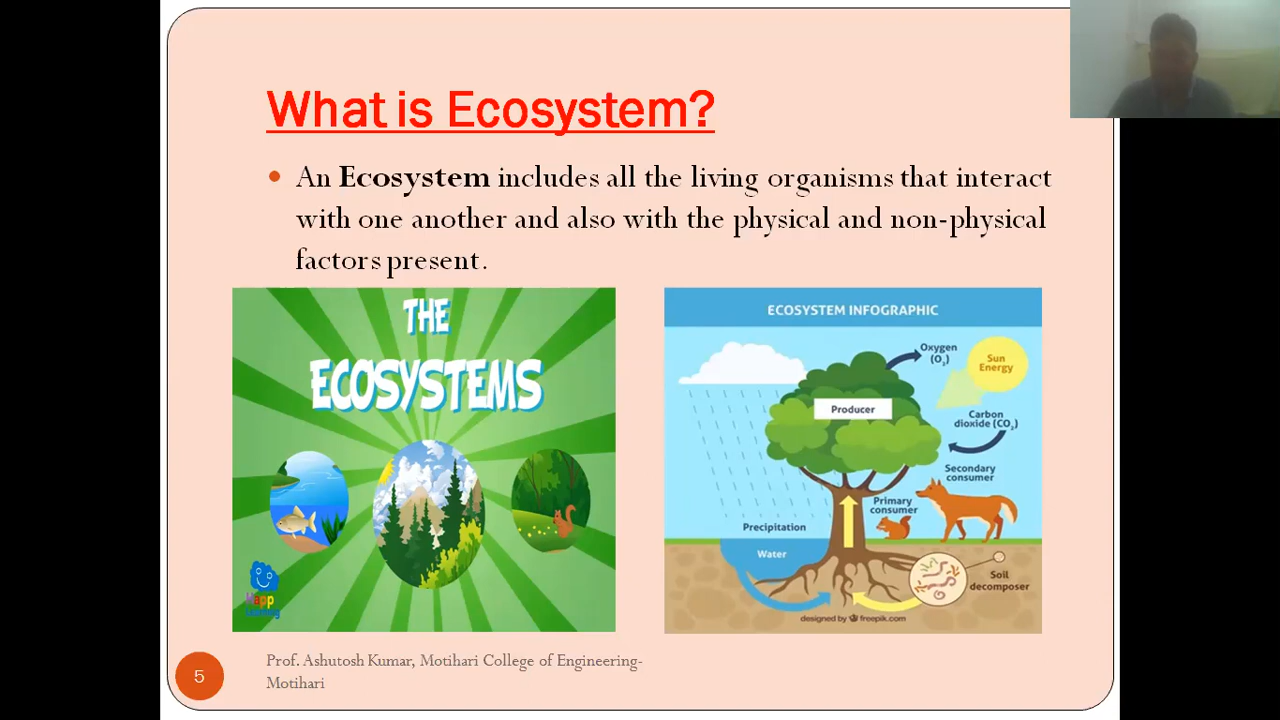 What is Ecosystem?
An Ecosystem includes all the living organisms that interact
with one another and also with the physical and non-physical
factors present.
THE
ECOSYSTEMS
Happ
Learning
ECOSYSTEM INFOGRAPHIC
Oxygen
(O₂)
Sun
Energy
Producer
Carbon
dioxide (CO₂)
Secondary
consumer
Primary
consumer
Precipitation
Water
Soil
decomposer
designed by freepik.com
Prof. Ashutosh Kumar, Motihari College of Engineering-
Motihari
5